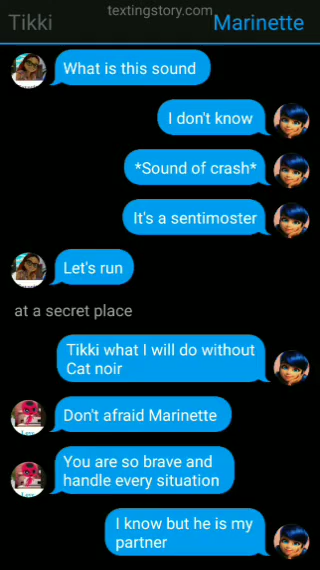 textingstory.com
Tikki
Marinette
What is this sound
I don't know
*Sound of crash*
It's a sentimoster
Let's run
at a secret place
Tikki what I will do without
Cat noir
Don't afraid Marinette
You are so brave and
handle every situation
I know but he is my
partner